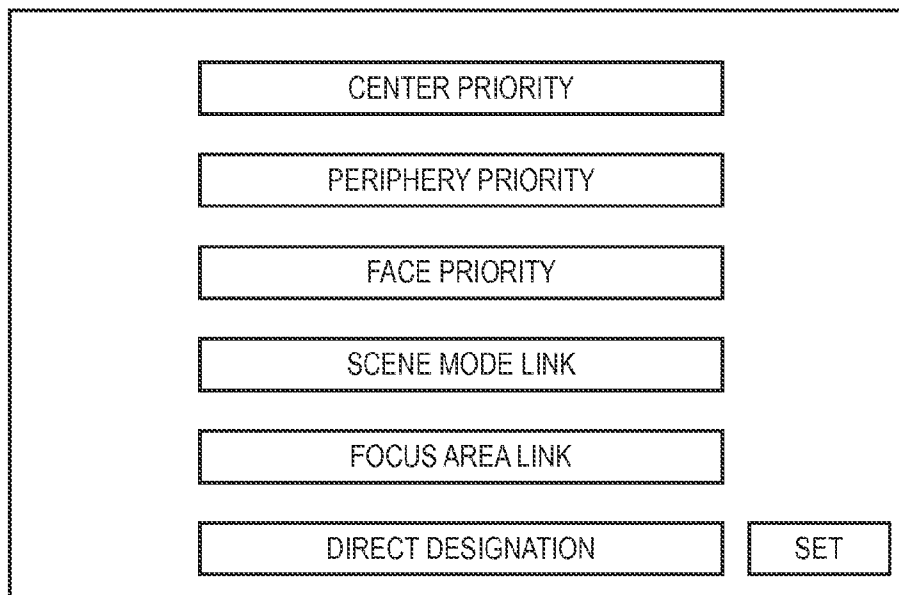 CENTER PRIORITY
PERIPHERY PRIORITY
FACE PRIORITY
SCENE MODE LINK
FOCUS AREA LINK
DIRECT DESIGNATION SET